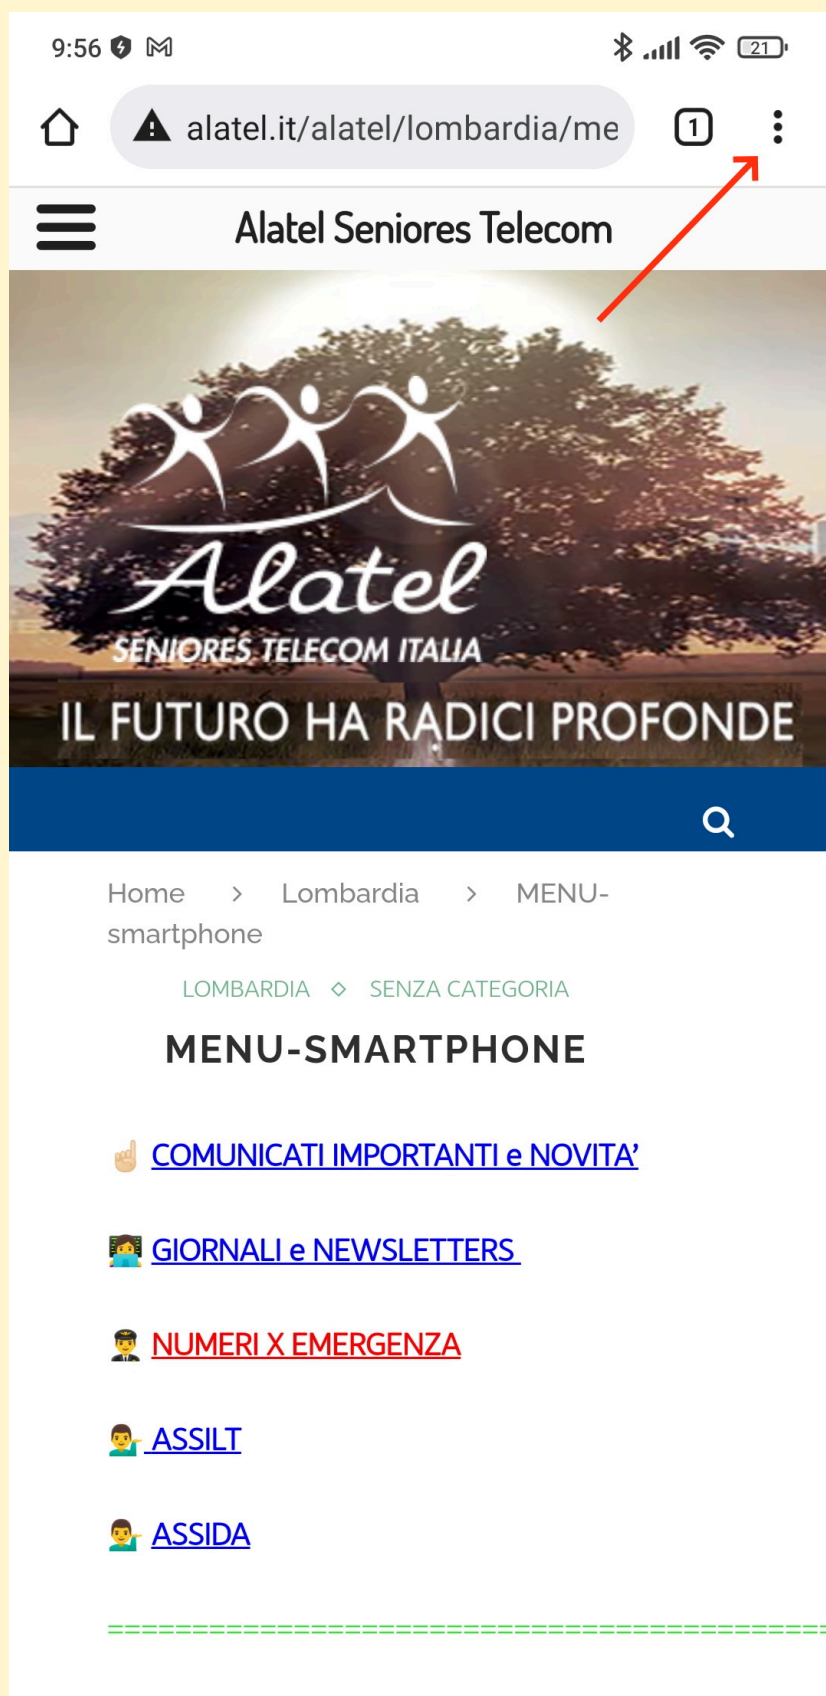 9:56
21
alatel.it/alatel/lombardia/me
1
Alatel Seniores Telecom
Alatel
SENIORES TELECOM ITALIA
IL FUTURO HA RADICI PROFONDE
Home > Lombardia > MENU-
smartphone
LOMBARDIA ◇ SENZA CATEGORIA
MENU-SMARTPHONE
☝🏻 COMUNICATI IMPORTANTI e NOVITA’
👩‍💻 GIORNALI e NEWSLETTERS
👨‍✈️ NUMERI X EMERGENZA
💁‍♂️ ASSILT
💁‍♂️ ASSIDA
===========================================